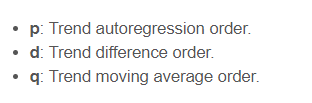 • p: Trend autoregression order.
• d: Trend difference order.
• q: Trend moving average order.